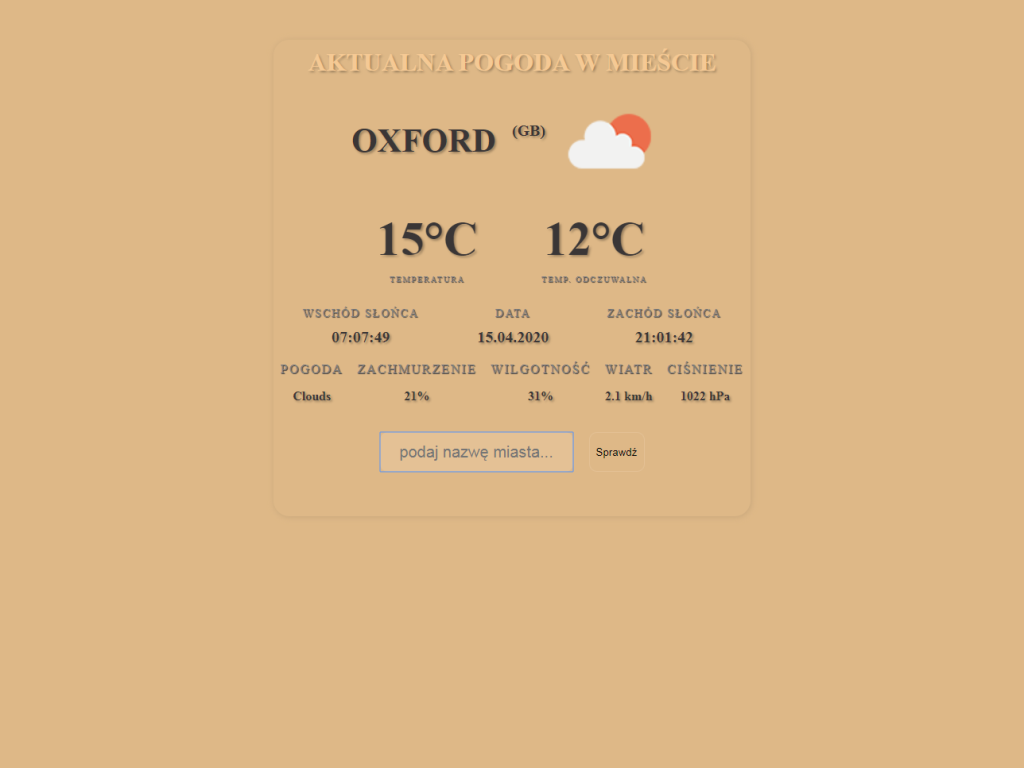 AKTUALNA POGODA W MIEŚCIE
OXFORD (GB)
15°C 12°C
TEMPERATURA TEMP. ODCZUWALNA
WSCHÓD SŁOŃCA DATA ZACHÓD SŁOŃCA
07:07:49 15.04.2020 21:01:42
POGODA ZACHMURZENIE WILGOTNOŚĆ WIATR CIŚNIENIE
Clouds 21% 31% 2.1 km/h 1022 hPa
podaj nazwę miasta... Sprawdź